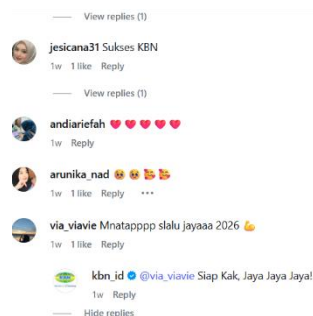 View replies (1)
jesicana31 Sukses KBN
1w 1 like Reply
View replies (1)
andiariefah 💗💗💗💗💗
1w Reply
arunika_nad 🥹🥹🥰🥰
1w 1 like Reply •••
via_viavie Mnatapppp slalu jayaaa 2026 💪
1w 1 like Reply
kbn_id @via_viavie Siap Kak, Jaya Jaya Jaya!
1w Reply
Hide replies